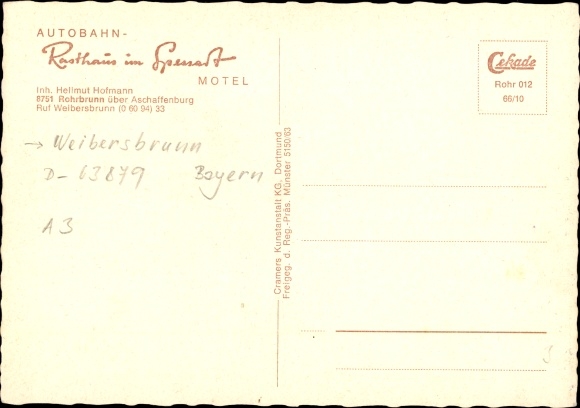 AUTOBAHN-
Rasthaus im Spessart
MOTEL
Inh. Hellmut Hofmann
8751 Rohrbrunn über Aschaffenburg
Ruf Weibersbrunn (0 60 94) 33
→ Weibersbrunn
D- 63879 Bayern
A3
Cramers Kunstanstalt KG, Dortmund
Freigeg. d. Reg.-Präs. Münster 5150/63
Cekade
Rohr 012
66/10